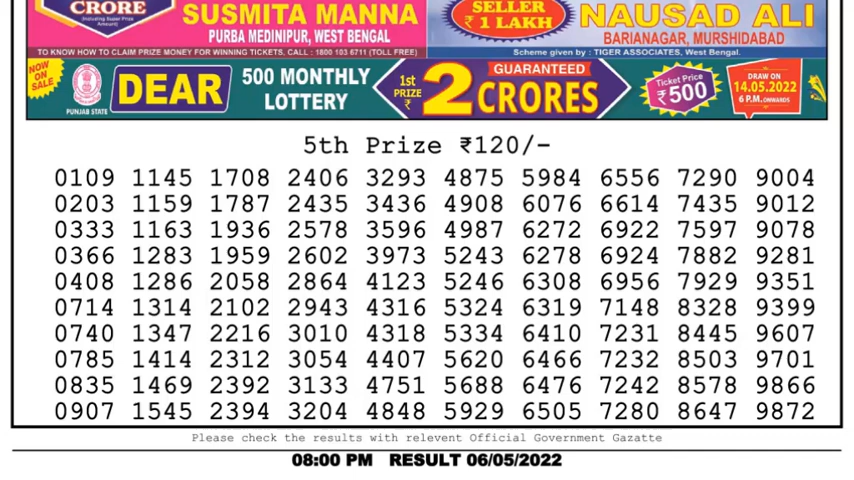 CRORE
(Including Super Prize Amount)
SUSMITA MANNA
PURBA MEDINIPUR, WEST BENGAL
TO KNOW HOW TO CLAIM PRIZE MONEY FOR WINNING TICKETS, CALL : 1800 103 6711 (TOLL FREE)
SELLER
₹ 1 LAKH
NAUSAD ALI
BARIANAGAR, MURSHIDABAD
Scheme given by : TIGER ASSOCIATES, West Bengal.
NOW ON SALE
PUNJAB STATE
DEAR
500 MONTHLY
LOTTERY
1st PRIZE ₹
2
GUARANTEED
CRORES
Ticket Price
₹500
DRAW ON
14.05.2022
6 P.M. ONWARDS
5th Prize ₹120/-
0109 1145 1708 2406 3293 4875 5984 6556 7290 9004
0203 1159 1787 2435 3436 4908 6076 6614 7435 9012
0333 1163 1936 2578 3596 4987 6272 6922 7597 9078
0366 1283 1959 2602 3973 5243 6278 6924 7882 9281
0408 1286 2058 2864 4123 5246 6308 6956 7929 9351
0714 1314 2102 2943 4316 5324 6319 7148 8328 9399
0740 1347 2216 3010 4318 5334 6410 7231 8445 9607
0785 1414 2312 3054 4407 5620 6466 7232 8503 9701
0835 1469 2392 3133 4751 5688 6476 7242 8578 9866
0907 1545 2394 3204 4848 5929 6505 7280 8647 9872
Please check the results with relevent Official Government Gazatte
08:00 PM RESULT 06/05/2022